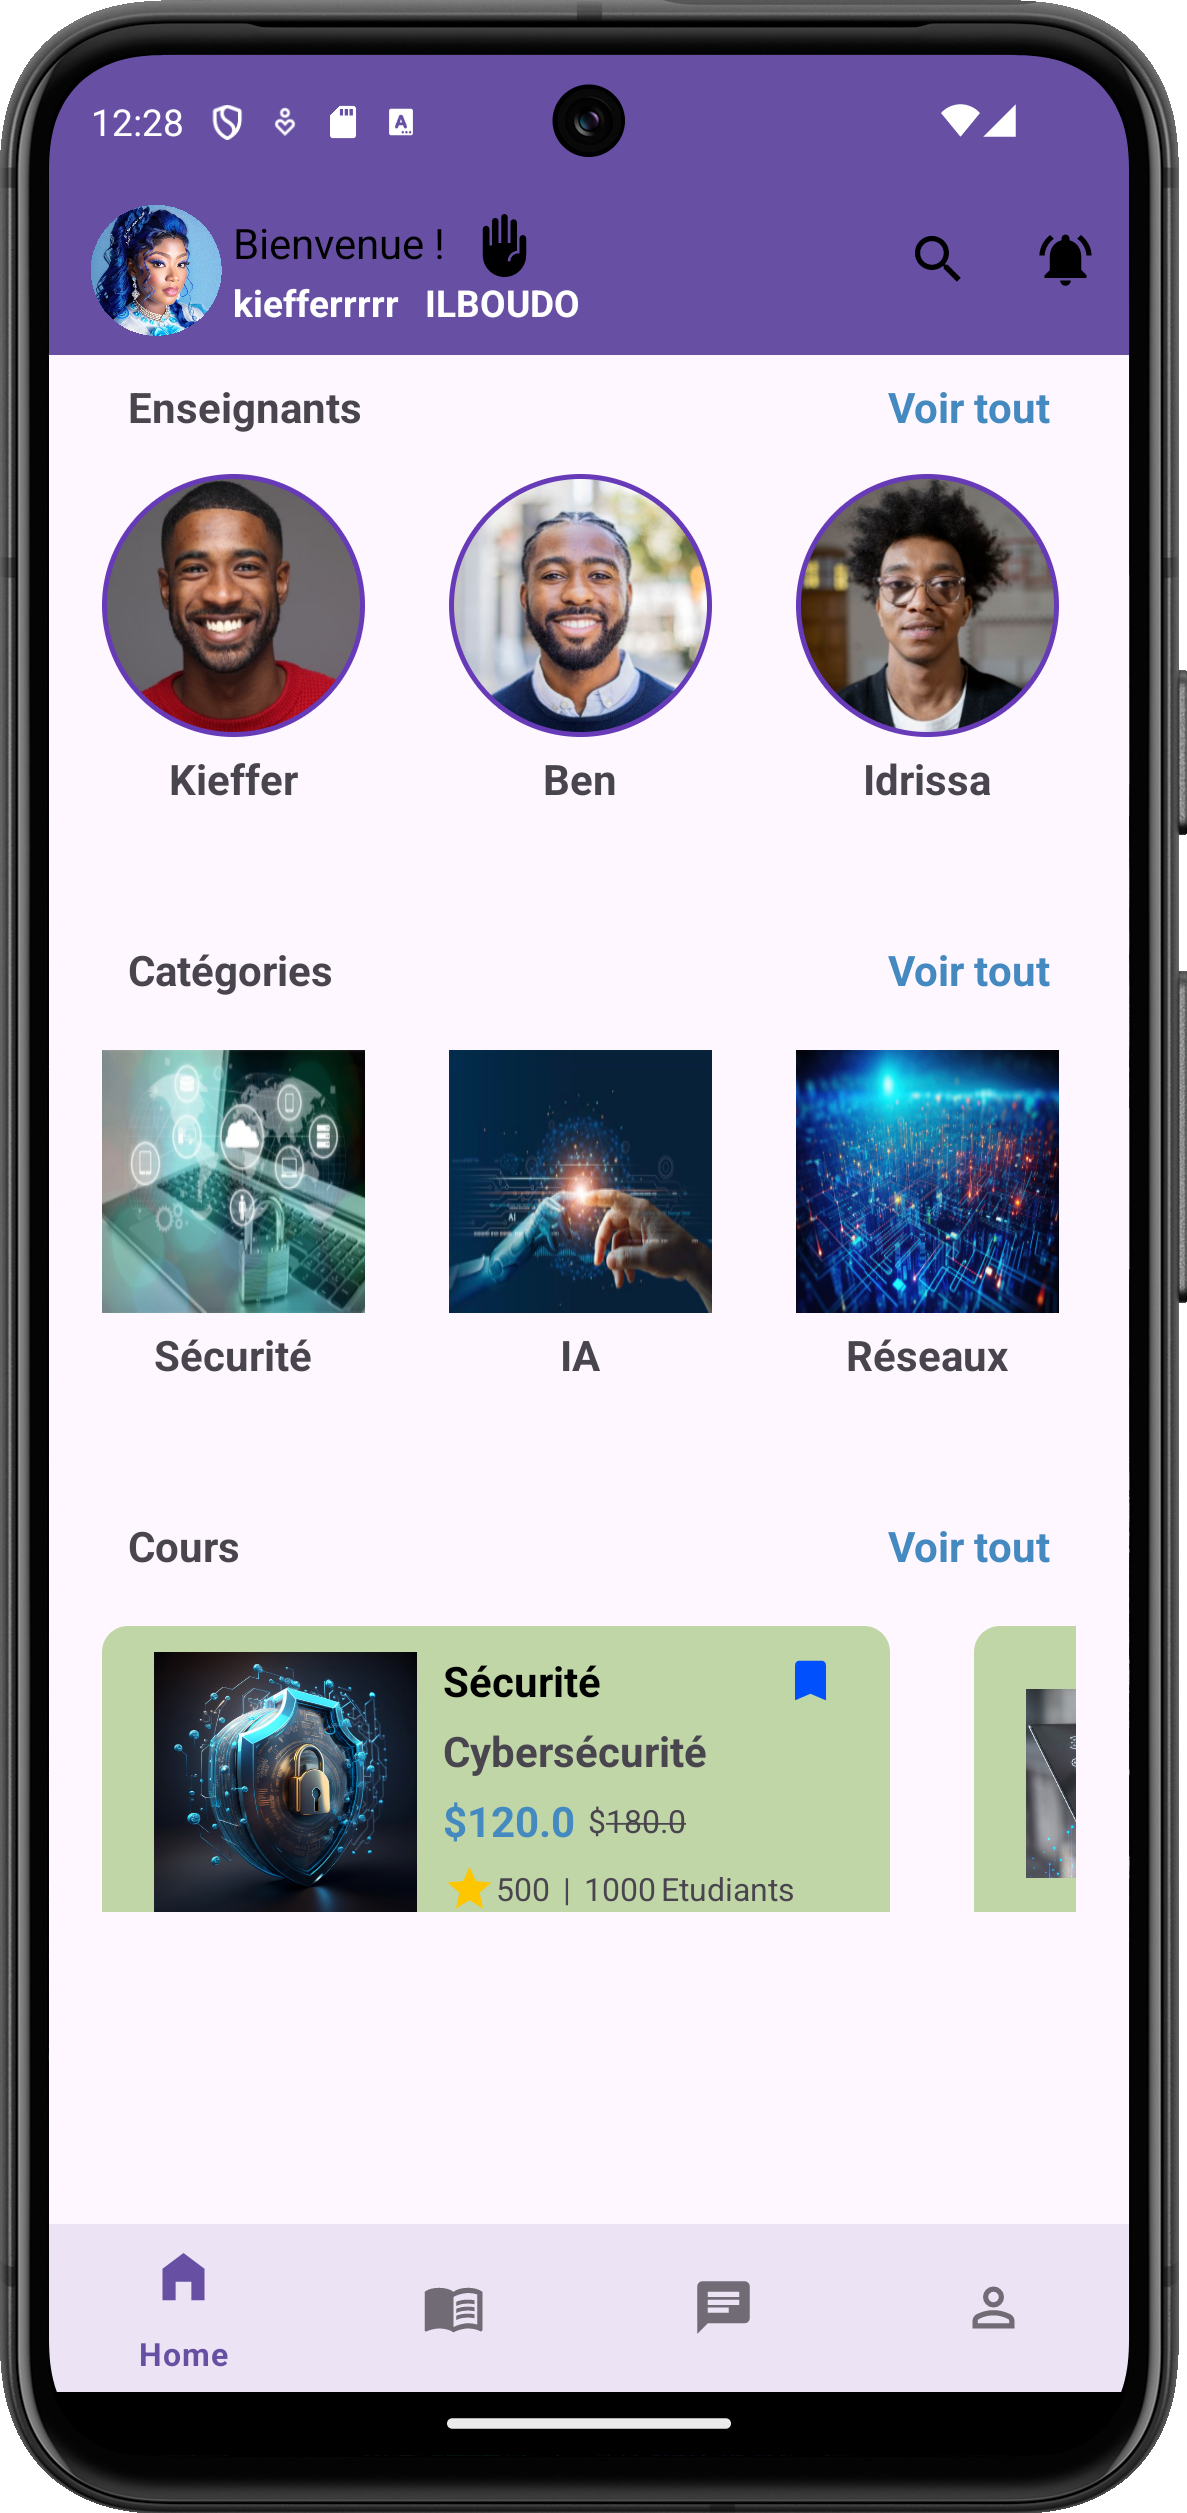 12:28
Bienvenue !
kiefferrrrr ILBOUDO
Enseignants Voir tout
Kieffer Ben Idrissa
Catégories Voir tout
AI
Sécurité IA Réseaux
Cours Voir tout
Sécurité
Cybersécurité
$120.0 $180.0
500 | 1000 Etudiants
Home